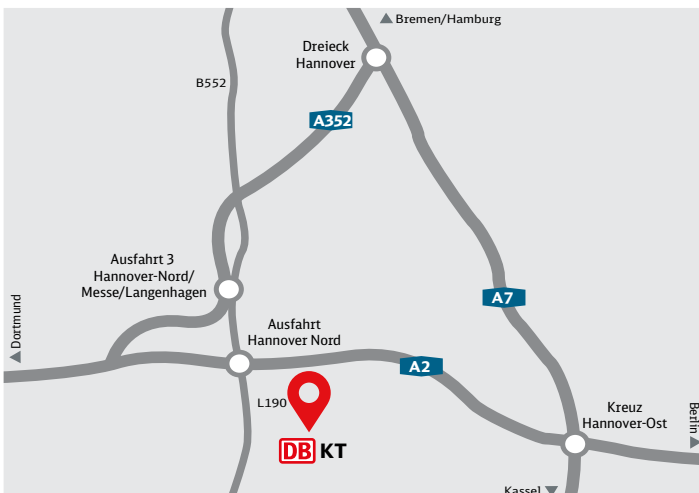 Bremen/Hamburg
Dreieck
Hannover
B552
A352
Ausfahrt 3
Hannover-Nord/
Messe/Langenhagen
Dortmund
A7
Ausfahrt
Hannover Nord
A2
L190
Kreuz
Hannover-Ost
Berlin
DB KT
Kassel